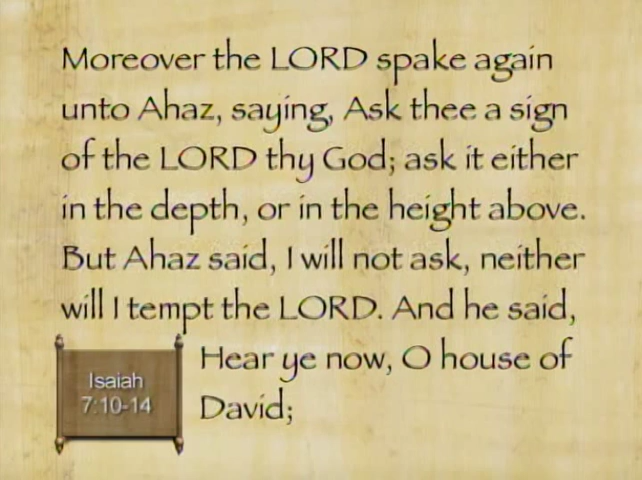 Moreover the LORD spake again
unto Ahaz, saying, Ask thee a sign
of the LORD thy God; ask it either
in the depth, or in the height above.
But Ahaz said, I will not ask, neither
will I tempt the LORD. And he said,
Hear ye now, O house of
David;
Isaiah
7:10-14